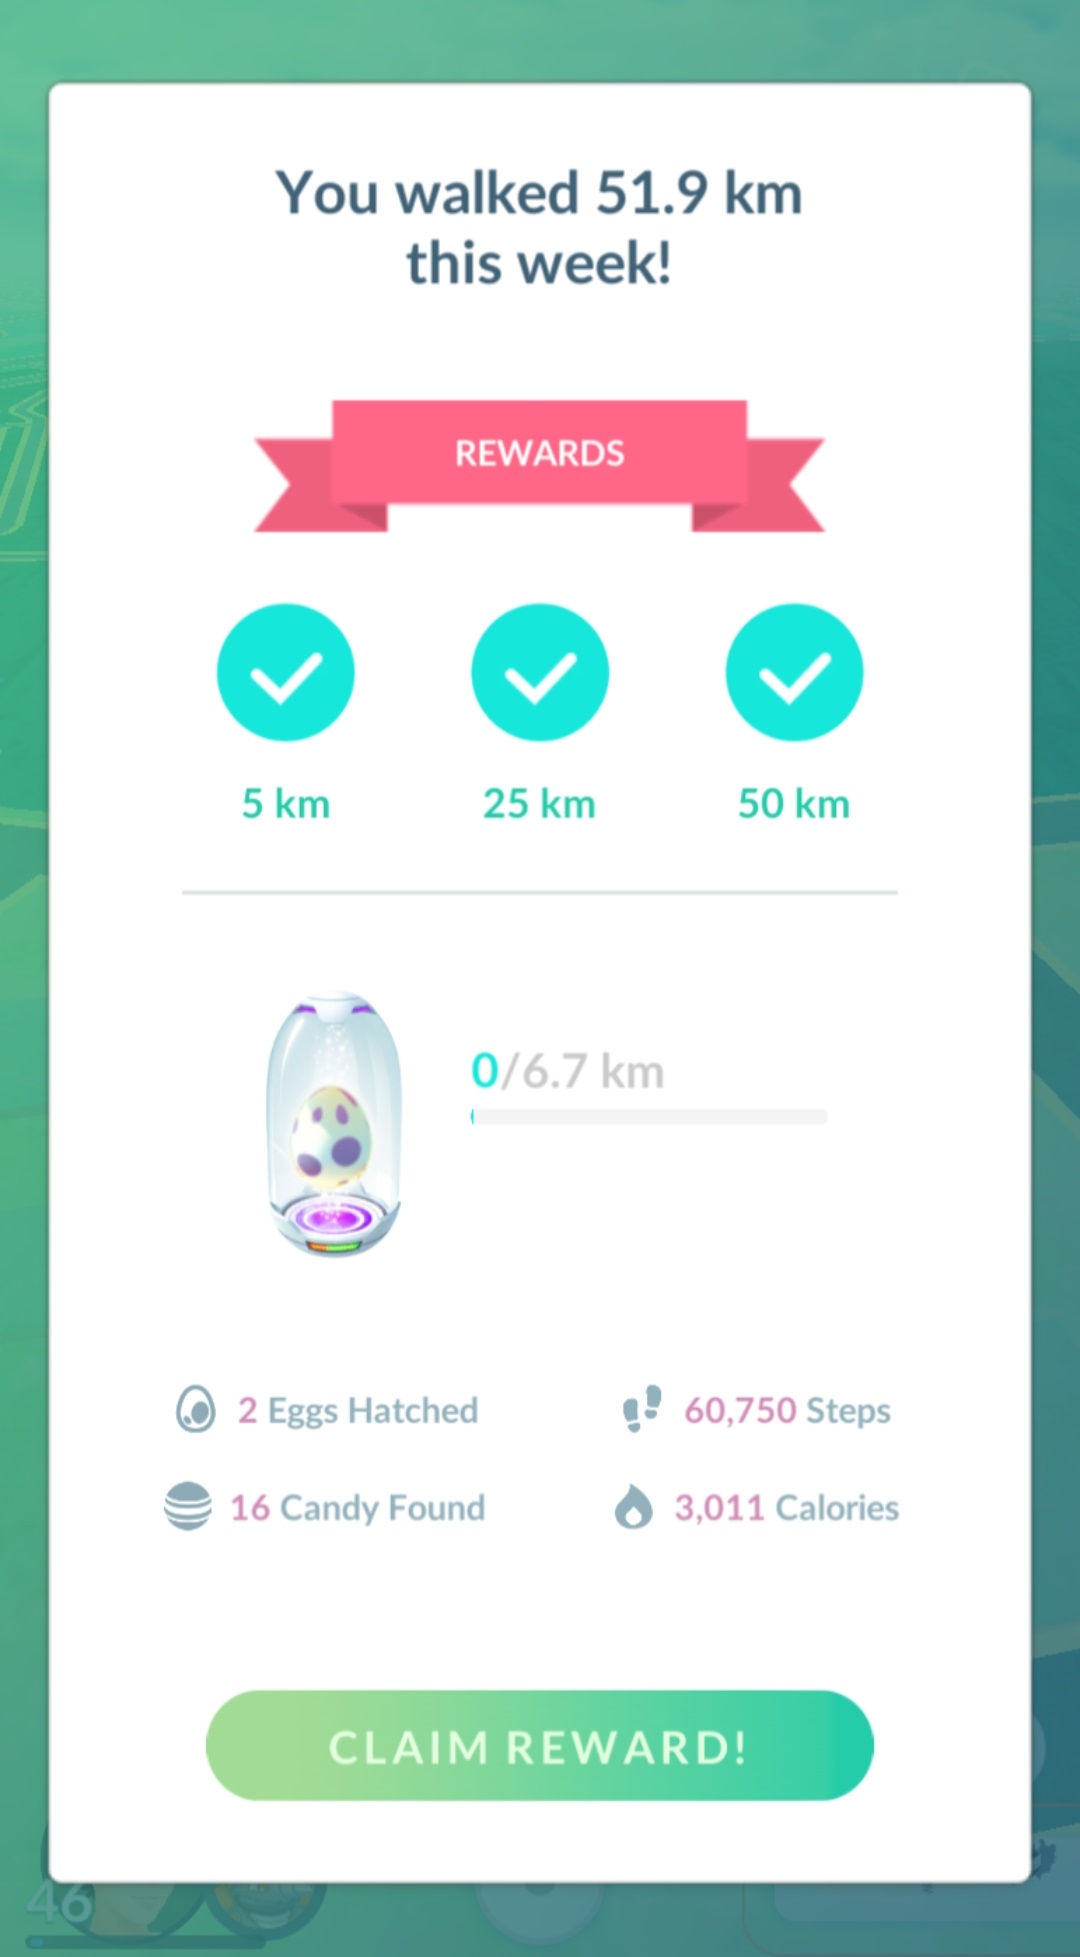 You walked 51.9 km
this week!
REWARDS
5 km 25 km 50 km
0/6.7 km
2 Eggs Hatched 60,750 Steps
16 Candy Found 3,011 Calories
CLAIM REWARD!
46